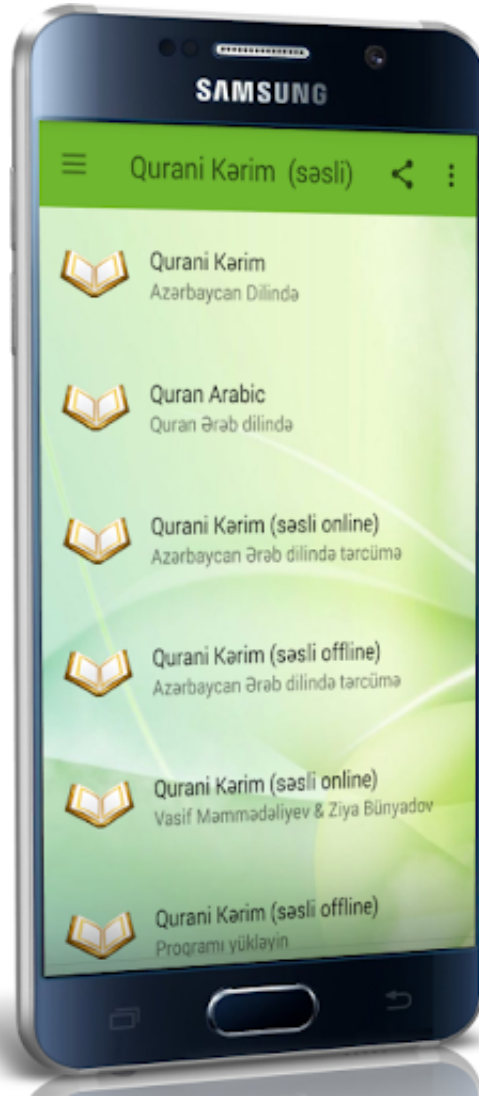 SAMSUNG
Qurani Kərim (səsli)
Qurani Kərim
Azərbaycan Dilində
Quran Arabic
Quran Ərəb dilində
Qurani Kərim (səsli online)
Azərbaycan Ərəb dilində tərcümə
Qurani Kərim (səsli offline)
Azərbaycan Ərəb dilində tərcümə
Qurani Kərim (səsli online)
Vasif Məmmədəliyev & Ziya Bünyadov
Qurani Kərim (səsli offline)
Proqramı yükləyin